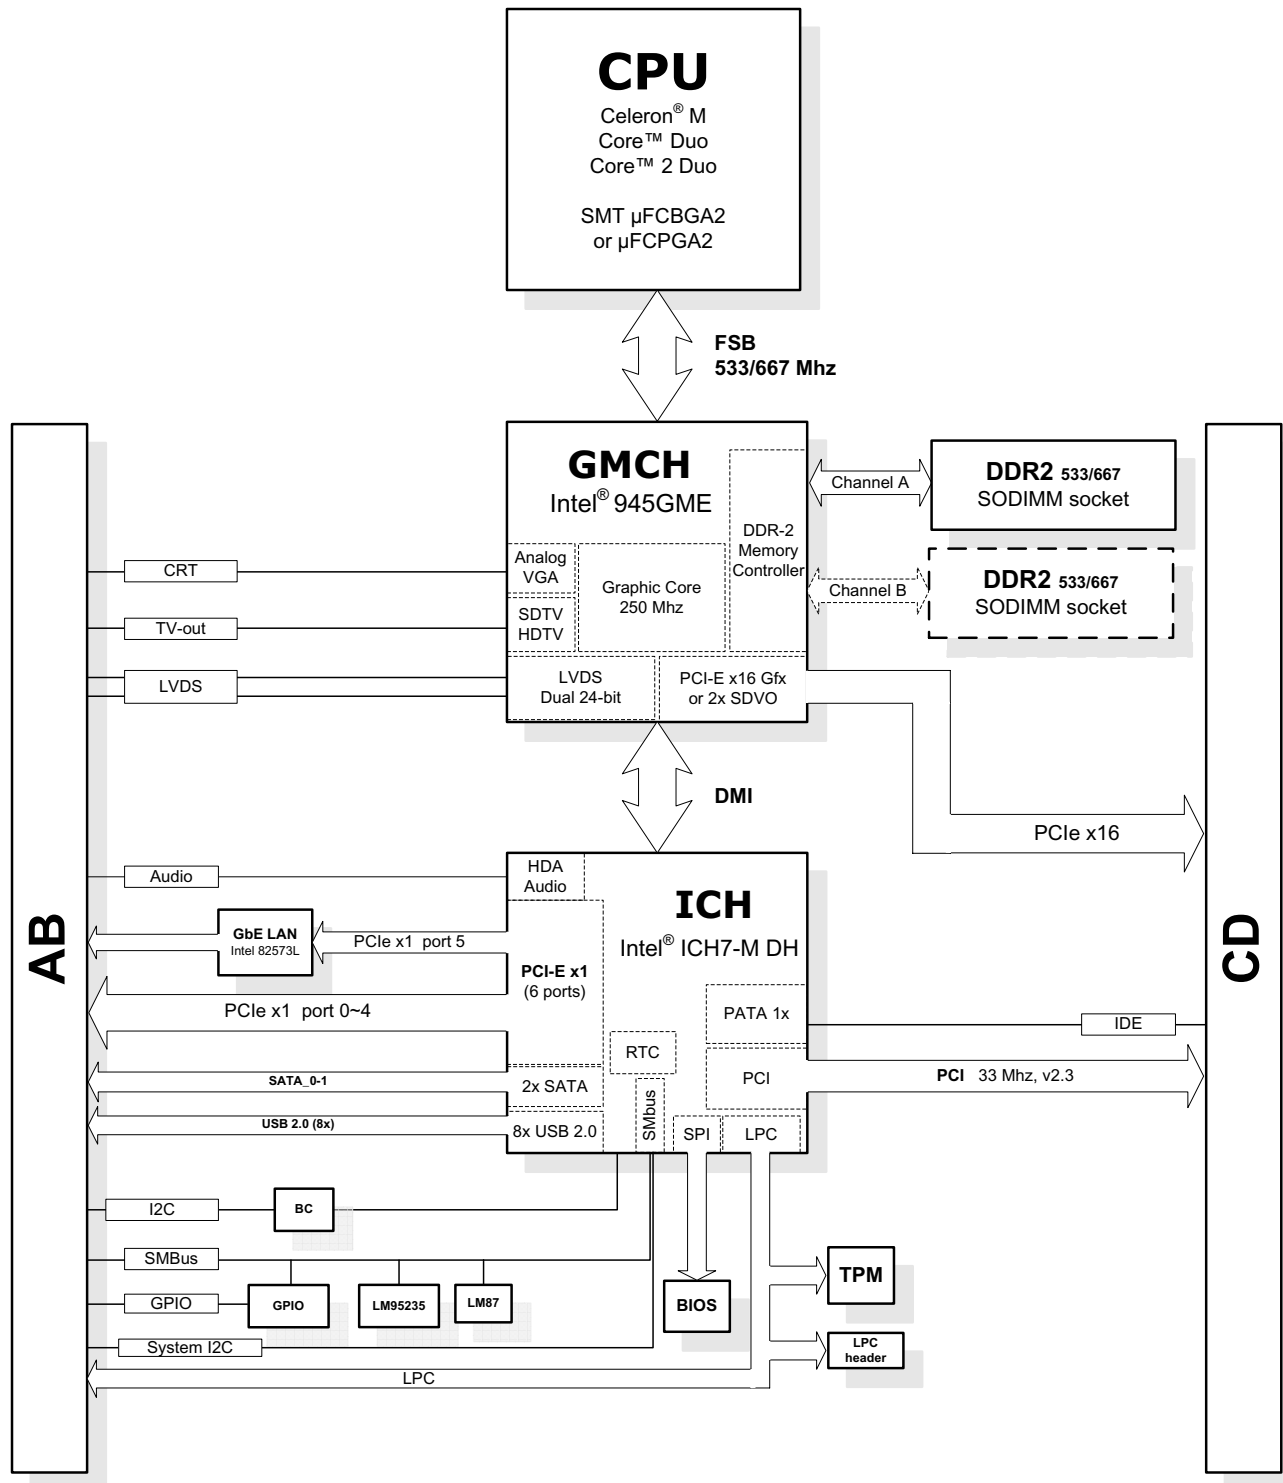 CPU
Celeron® M
Core™ Duo
Core™ 2 Duo
SMT µFCBGA2
or µFCPGA2
FSB
533/667 Mhz
GMCH
Intel® 945GME
DDR-2
Memory
Controller
Analog
VGA
Graphic Core
250 Mhz
SDTV
HDTV
LVDS
Dual 24-bit
PCI-E x16 Gfx
or 2x SDVO
Channel A
DDR2 533/667
SODIMM socket
Channel B
DDR2 533/667
SODIMM socket
CRT
TV-out
LVDS
DMI
PCIe x16
AB
CD
Audio
HDA
Audio
ICH
Intel® ICH7-M DH
GbE LAN
Intel 82573L
PCIe x1 port 5
PCI-E x1
(6 ports)
PCIe x1 port 0~4
PATA 1x
IDE
RTC
PCI
PCI 33 Mhz, v2.3
SATA_0-1
2x SATA
USB 2.0 (8x)
8x USB 2.0
SMbus
SPI
LPC
I2C
BC
SMBus
GPIO
GPIO
LM95235
LM87
BIOS
TPM
System I2C
LPC
header
LPC